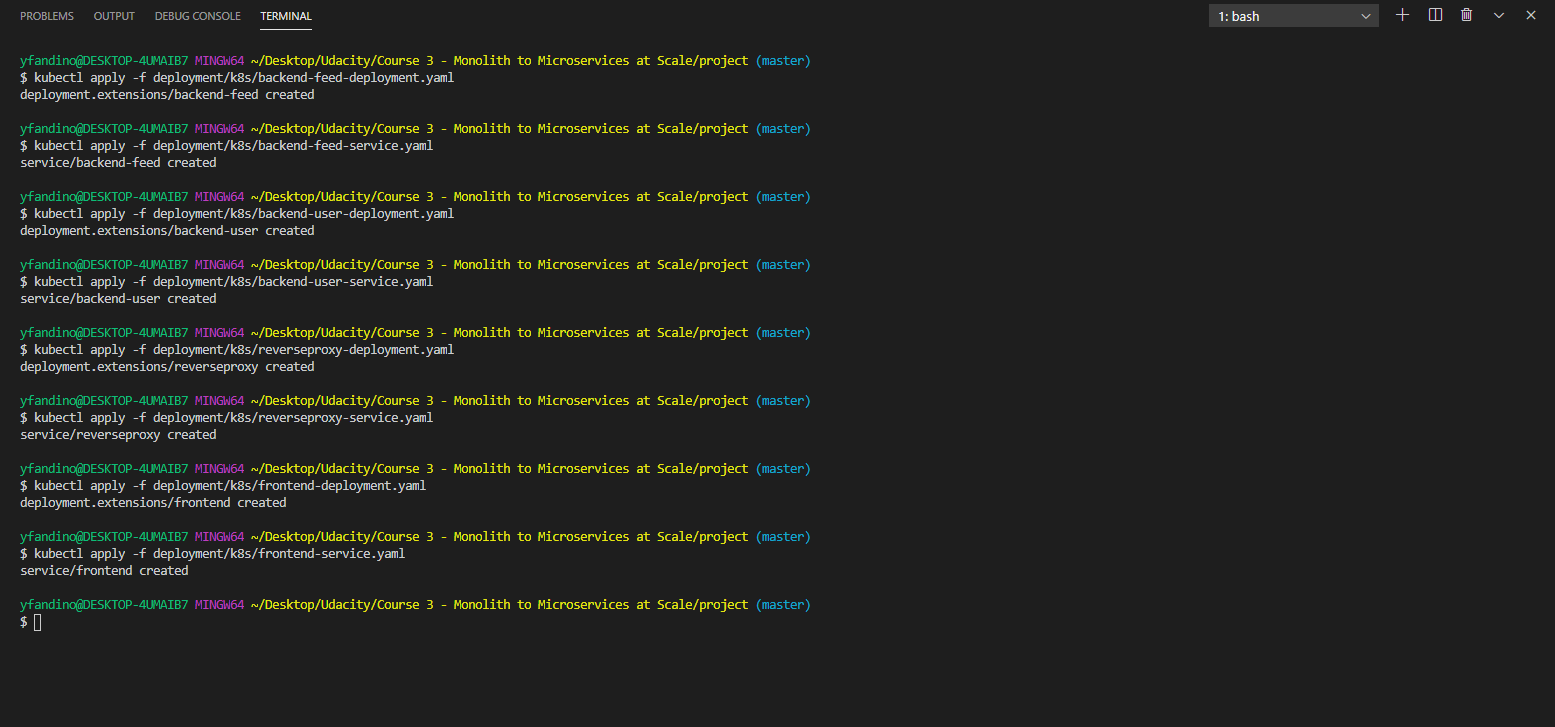 PROBLEMS OUTPUT DEBUG CONSOLE TERMINAL 1: bash
yfandino@DESKTOP-4UMAIB7 MINGW64 ~/Desktop/Udacity/Course 3 - Monolith to Microservices at Scale/project (master)
$ kubectl apply -f deployment/k8s/backend-feed-deployment.yaml
deployment.extensions/backend-feed created
yfandino@DESKTOP-4UMAIB7 MINGW64 ~/Desktop/Udacity/Course 3 - Monolith to Microservices at Scale/project (master)
$ kubectl apply -f deployment/k8s/backend-feed-service.yaml
service/backend-feed created
yfandino@DESKTOP-4UMAIB7 MINGW64 ~/Desktop/Udacity/Course 3 - Monolith to Microservices at Scale/project (master)
$ kubectl apply -f deployment/k8s/backend-user-deployment.yaml
deployment.extensions/backend-user created
yfandino@DESKTOP-4UMAIB7 MINGW64 ~/Desktop/Udacity/Course 3 - Monolith to Microservices at Scale/project (master)
$ kubectl apply -f deployment/k8s/backend-user-service.yaml
service/backend-user created
yfandino@DESKTOP-4UMAIB7 MINGW64 ~/Desktop/Udacity/Course 3 - Monolith to Microservices at Scale/project (master)
$ kubectl apply -f deployment/k8s/reverseproxy-deployment.yaml
deployment.extensions/reverseproxy created
yfandino@DESKTOP-4UMAIB7 MINGW64 ~/Desktop/Udacity/Course 3 - Monolith to Microservices at Scale/project (master)
$ kubectl apply -f deployment/k8s/reverseproxy-service.yaml
service/reverseproxy created
yfandino@DESKTOP-4UMAIB7 MINGW64 ~/Desktop/Udacity/Course 3 - Monolith to Microservices at Scale/project (master)
$ kubectl apply -f deployment/k8s/frontend-deployment.yaml
deployment.extensions/frontend created
yfandino@DESKTOP-4UMAIB7 MINGW64 ~/Desktop/Udacity/Course 3 - Monolith to Microservices at Scale/project (master)
$ kubectl apply -f deployment/k8s/frontend-service.yaml
service/frontend created
yfandino@DESKTOP-4UMAIB7 MINGW64 ~/Desktop/Udacity/Course 3 - Monolith to Microservices at Scale/project (master)
$